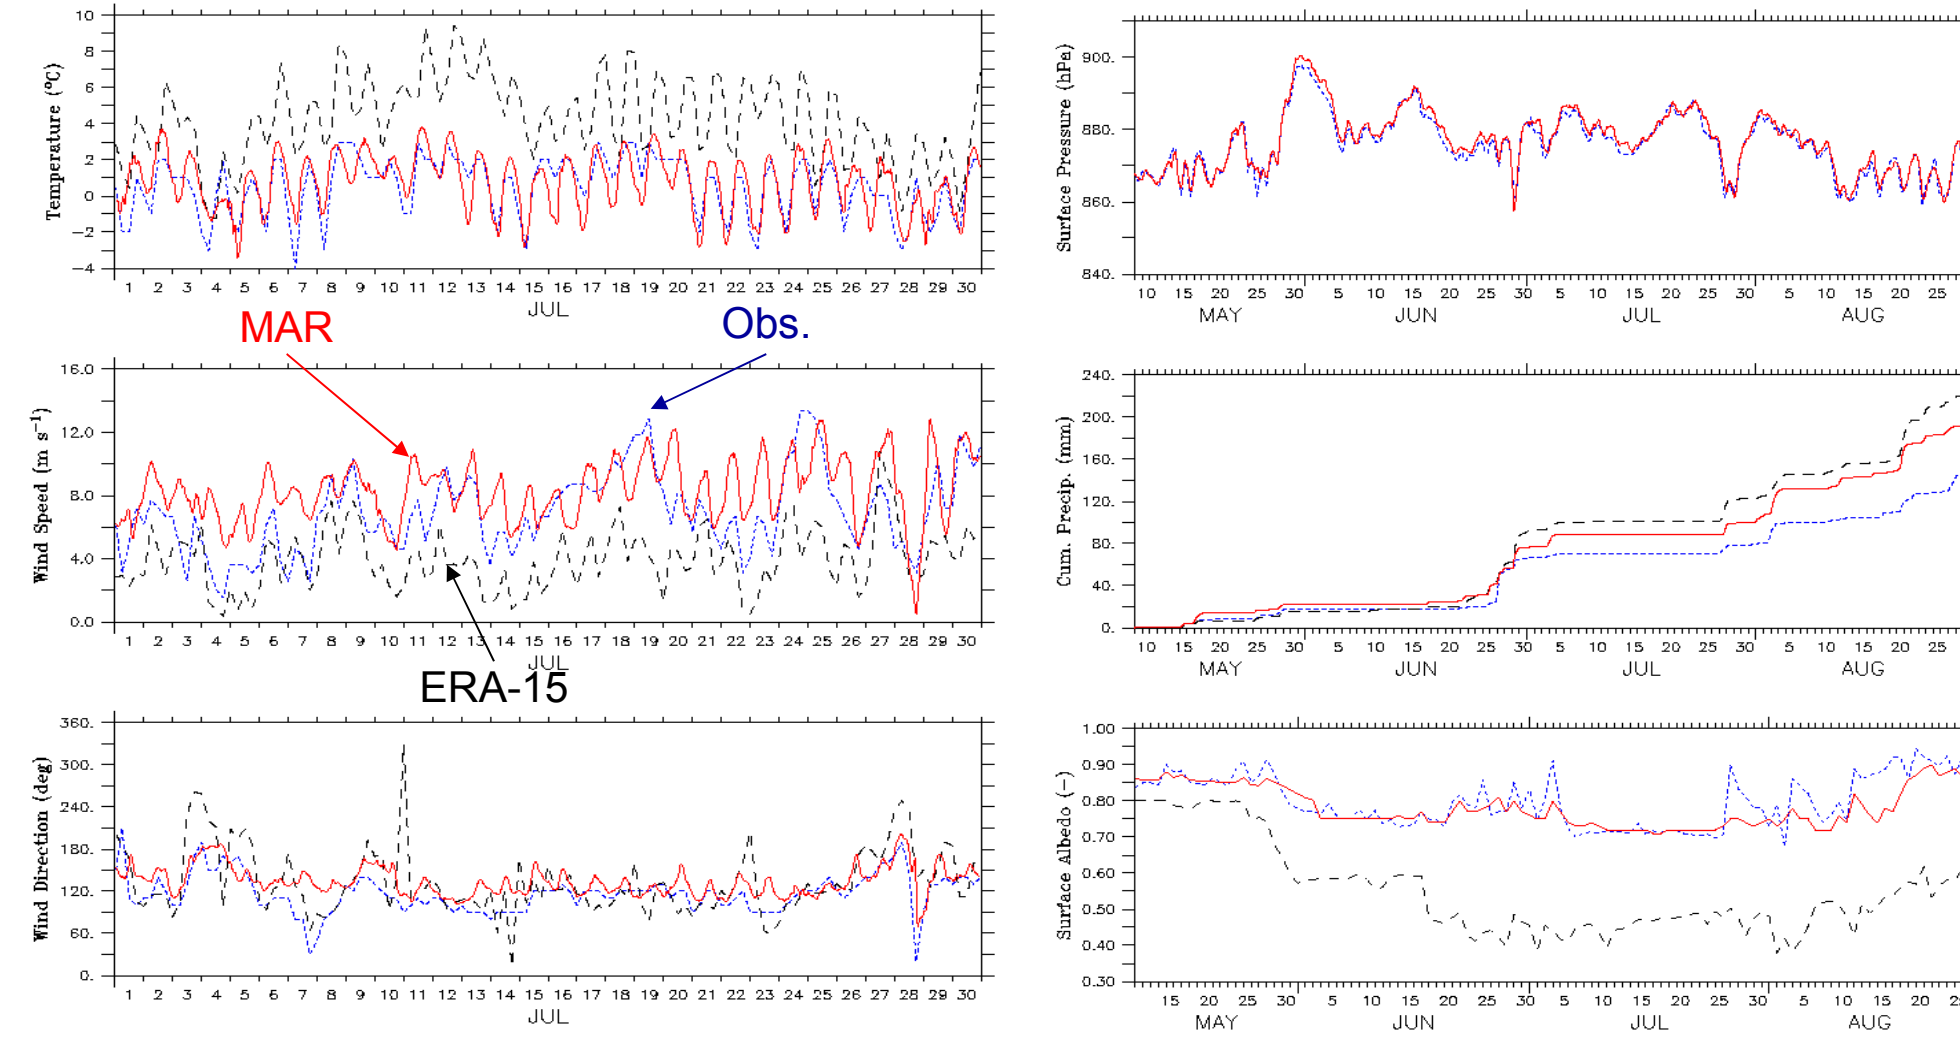 10
8
6
4
2
0
−2
−4
Temperature (°C)
1 2 3 4 5 6 7 8 9 10 11 12 13 14 15 16 17 18 19 20 21 22 23 24 25 26 27 28 29 30
JUL
MAR
Obs.
16.0
12.0
8.0
4.0
0.0
Wind Speed (m s⁻¹)
1 2 3 4 5 6 7 8 9 10 11 12 13 14 15 16 17 18 19 20 21 22 23 24 25 26 27 28 29 30
JUL
ERA-15
360.
300.
240.
180.
120.
60.
0.
Wind Direction (deg)
1 2 3 4 5 6 7 8 9 10 11 12 13 14 15 16 17 18 19 20 21 22 23 24 25 26 27 28 29 30
JUL
900.
880.
860.
840.
Surface Pressure (hPa)
10 15 20 25 30 5 10 15 20 25 30 5 10 15 20 25 30 5 10 15 20 25
MAY JUN JUL AUG
240.
200.
160.
120.
80.
40.
0.
Cum. Precip. (mm)
10 15 20 25 30 5 10 15 20 25 30 5 10 15 20 25 30 5 10 15 20 25
MAY JUN JUL AUG
1.00
0.90
0.80
0.70
0.60
0.50
0.40
0.30
Surface Albedo (−)
15 20 25 30 5 10 15 20 25 30 5 10 15 20 25 30 5 10 15 20
MAY JUN JUL AUG